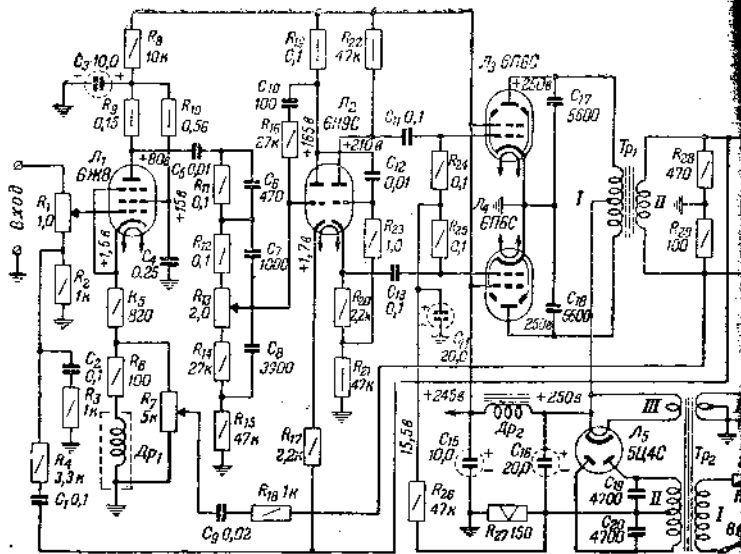 R8
10к
C3 10,0
R9
0,15
R10
0,56
Л1
6Ж8
+80в
C5 0,01
+15в
+1,5в
C4
0,25
Вход
R1
1,0
R2
1к
R5
820
R6
100
C2
0,1
R3
1к
R7
5к
Др1
R4
3,3к
C1 0,1
R11
0,1
C6
470
R12
0,1
C7
1000
R13
2,0
R14
27к
C8
3900
R15
47к
C9 0,02
R18 1к
R17
2,2к
C10
100
R16
27к
0,1
R22
47к
Л2
6Н9С
+165в
+210в
+1,7в
C11 0,1
C12
0,01
R23
1,0
R20
2,2к
R21
47к
C13
0,1
R24
0,1
R25
0,1
20,0
Л3 6П6С
+250в
Л4
6П6С
250в
C17
5600
C18
5600
Тр1
I
II
R28
470
R29
100
+245в
+250в
Др2
15,5в
C15
10,0
C16
20,0
R26
47к
R27 150
Л5
5Ц4С
C19
4700
C20
4700
III
II
I
Тр2